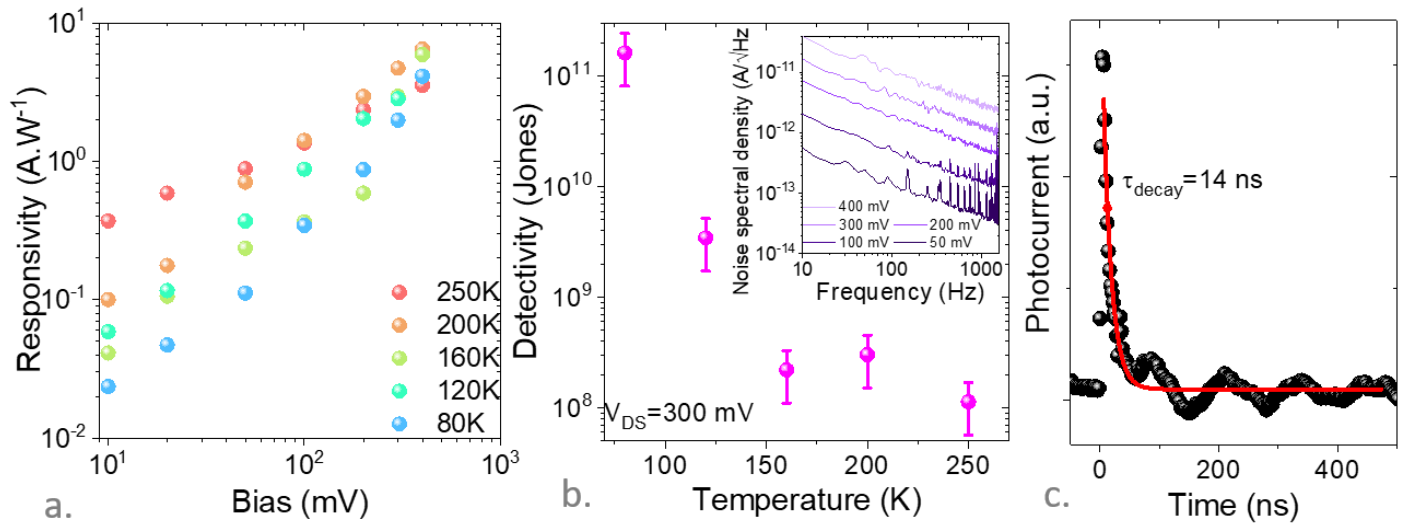 10^1
10^0
10^-1
10^-2
Responsivity (A.W^-1)
250K
200K
160K
120K
80K
10^1
10^2
10^3
Bias (mV)
a.
10^11
10^10
10^9
10^8
Detectivity (Jones)
V_DS=300 mV
100
150
200
250
Temperature (K)
b.
Noise spectral density (A/√Hz)
10^-11
10^-12
10^-13
10^-14
400 mV
300 mV
200 mV
100 mV
50 mV
10
100
1000
Frequency (Hz)
Photocurrent (a.u.)
τ_decay=14 ns
0
200
400
Time (ns)
c.